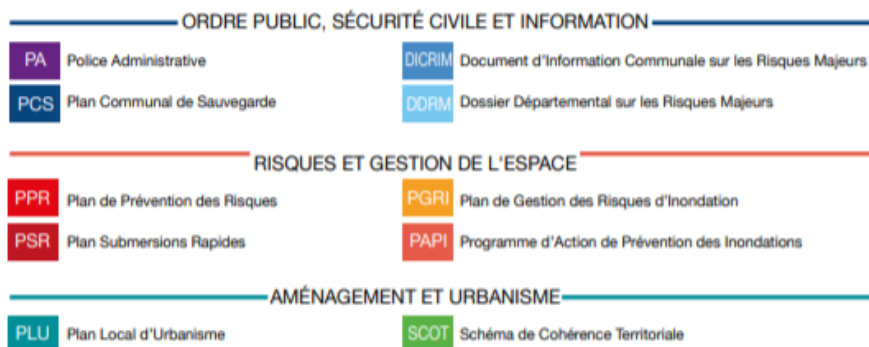 ORDRE PUBLIC, SÉCURITÉ CIVILE ET INFORMATION
PA Police Administrative
DICRIM Document d'Information Communale sur les Risques Majeurs
PCS Plan Communal de Sauvegarde
DDRM Dossier Départemental sur les Risques Majeurs
RISQUES ET GESTION DE L'ESPACE
PPR Plan de Prévention des Risques
PGRI Plan de Gestion des Risques d'Inondation
PSR Plan Submersions Rapides
PAPI Programme d'Action de Prévention des Inondations
AMÉNAGEMENT ET URBANISME
PLU Plan Local d'Urbanisme
SCOT Schéma de Cohérence Territoriale